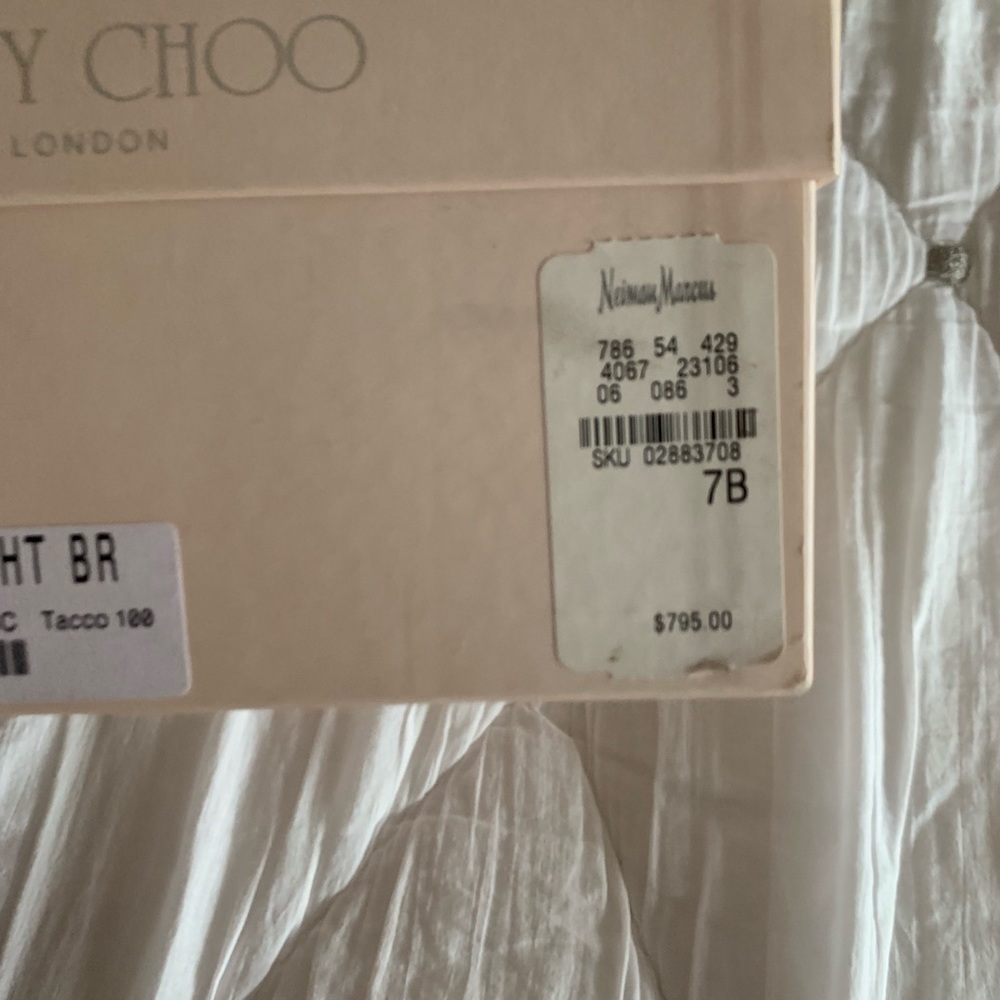 Y CHOO
LONDON
Neiman Marcus
786 54 429
4067 23106
06 086 3
SKU 02883708
7B
$795.00
HT BR
C Tacco 100